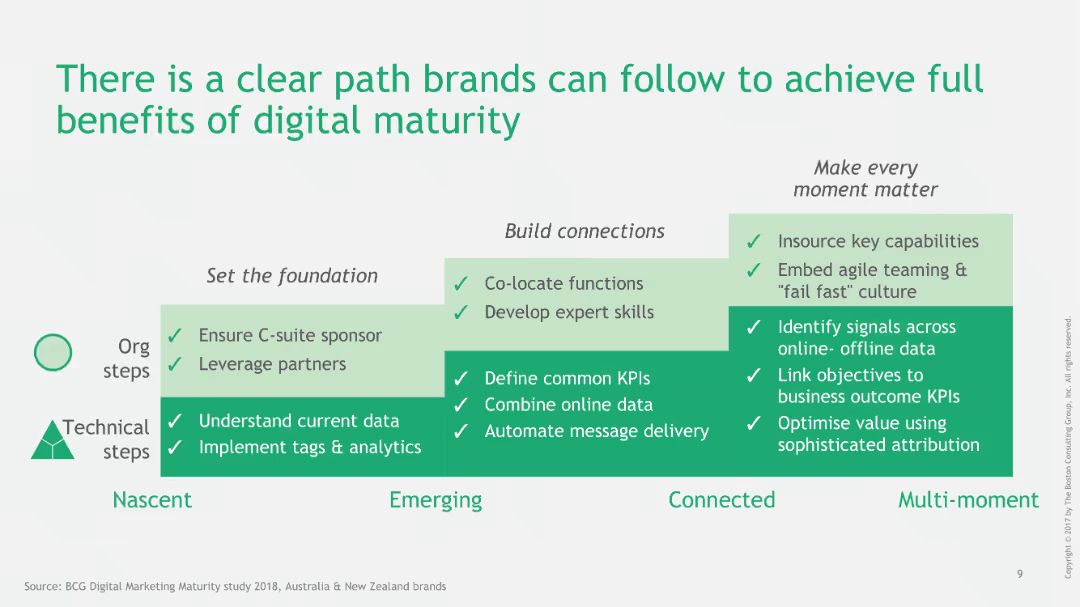 There is a clear path brands can follow to achieve full
benefits of digital maturity
Make every
moment matter
Build connections
Set the foundation
✓ Insource key capabilities
✓ Embed agile teaming &
"fail fast" culture
✓ Co-locate functions
✓ Develop expert skills
✓ Ensure C-suite sponsor
✓ Leverage partners
Org
steps
✓ Identify signals across
online- offline data
✓ Link objectives to
business outcome KPIs
✓ Optimise value using
sophisticated attribution
✓ Define common KPIs
✓ Combine online data
✓ Automate message delivery
✓ Understand current data
✓ Implement tags & analytics
Technical
steps
Nascent
Emerging
Connected
Multi-moment
Source: BCG Digital Marketing Maturity study 2018, Australia & New Zealand brands
9
Copyright © 2017 by The Boston Consulting Group, Inc. All rights reserved.